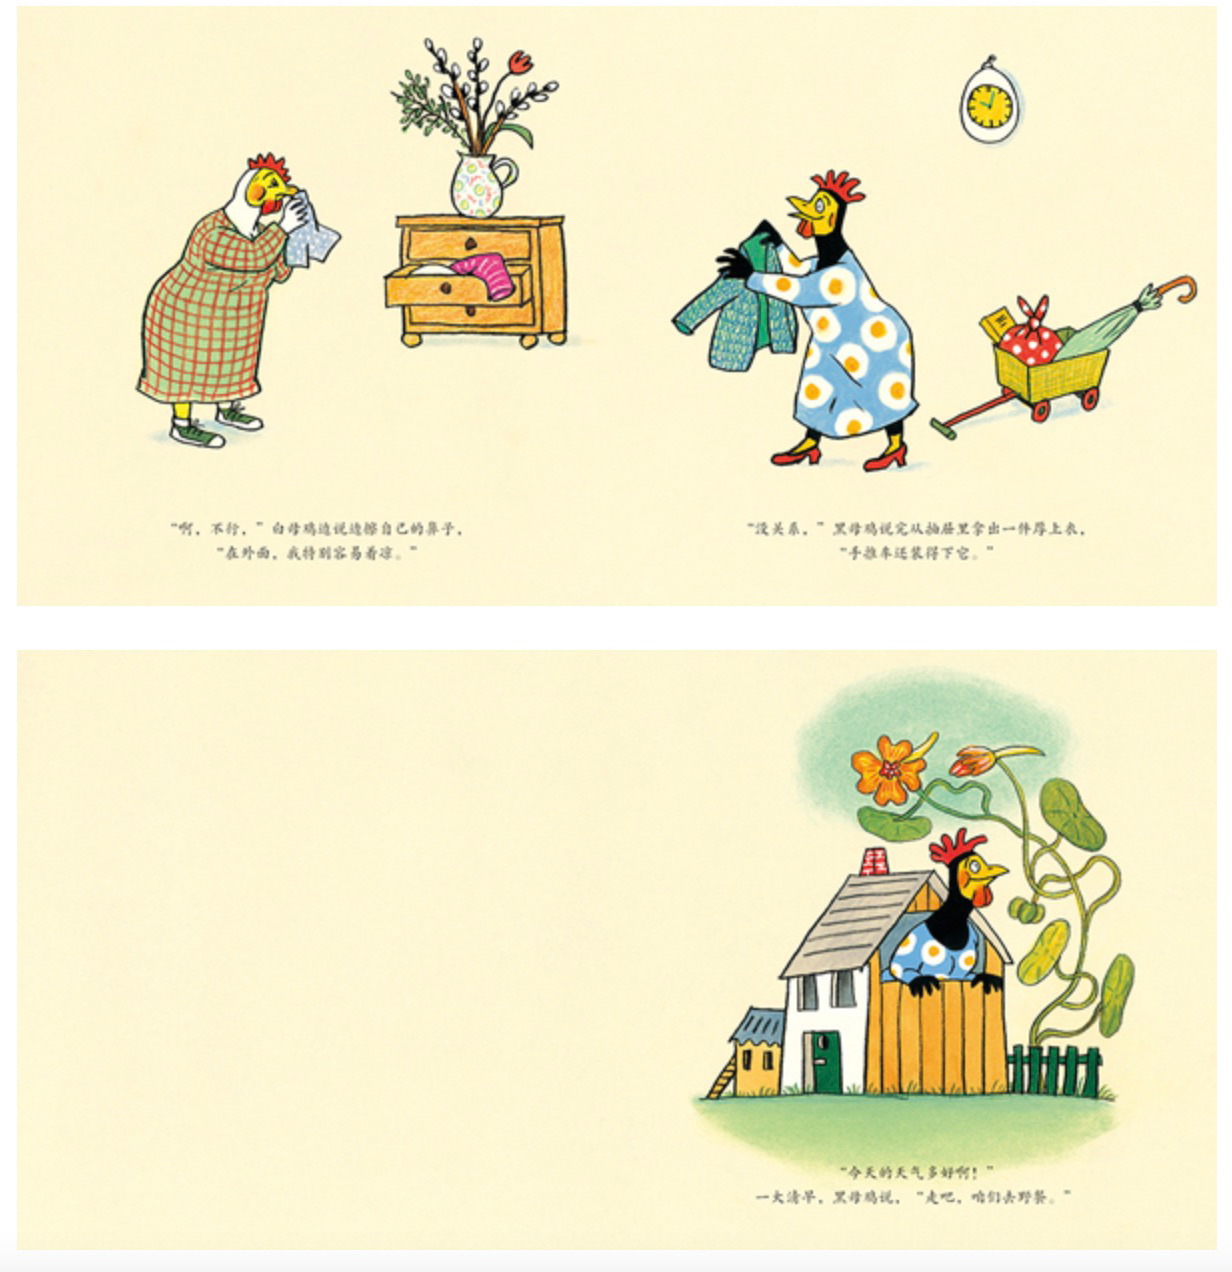 “啊，不行，”白母鸡边说边擦自己的鼻子，
“在外面，我特别容易着凉。”
“没关系，”黑母鸡说完从抽屉里拿出一件厚上衣，
“手推车还装得下它。”
“今天的天气多好啊！”
一大清早，黑母鸡说，“走吧，咱们去野餐。”